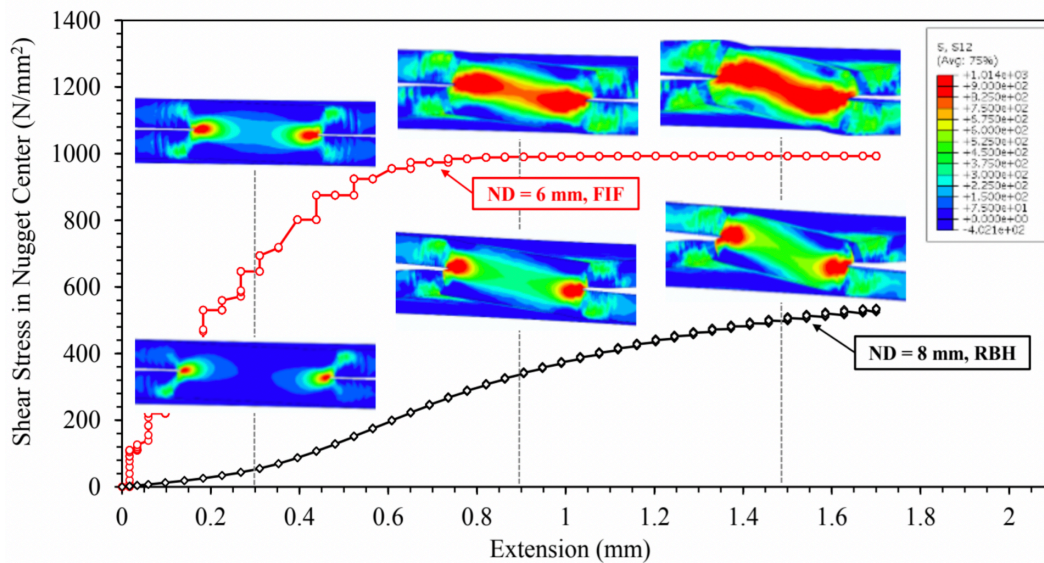 1400
1200
1000
800
600
400
200
0
Shear Stress in Nugget Center (N/mm²)
0 0.2 0.4 0.6 0.8 1 1.2 1.4 1.6 1.8 2
Extension (mm)
ND = 6 mm, FIF
ND = 8 mm, RBH
S, S12
(Avg: 75%)
+1.014e+03
+9.000e+02
+8.250e+02
+7.500e+02
+6.750e+02
+6.000e+02
+5.250e+02
+4.500e+02
+3.750e+02
+3.000e+02
+2.250e+02
+1.500e+02
+7.500e+01
+0.000e+00
-4.021e+02